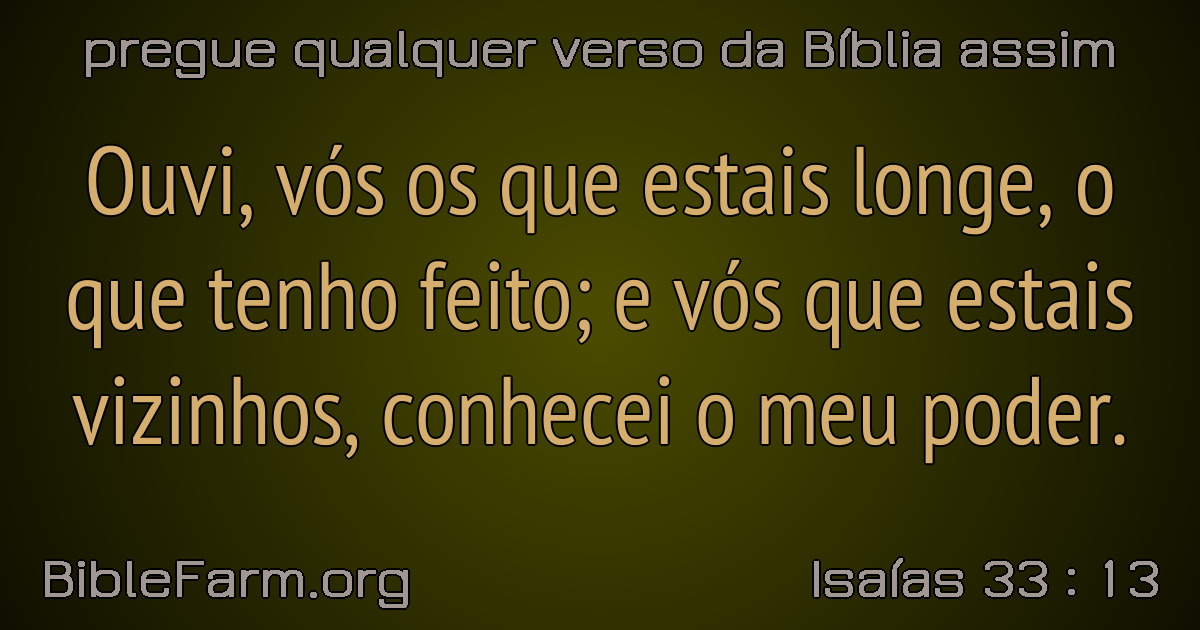 pregue qualquer verso da Bíblia assim
Ouvi, vós os que estais longe, o
que tenho feito; e vós que estais
vizinhos, conhecei o meu poder.
BibleFarm.org
Isaías 33 : 13